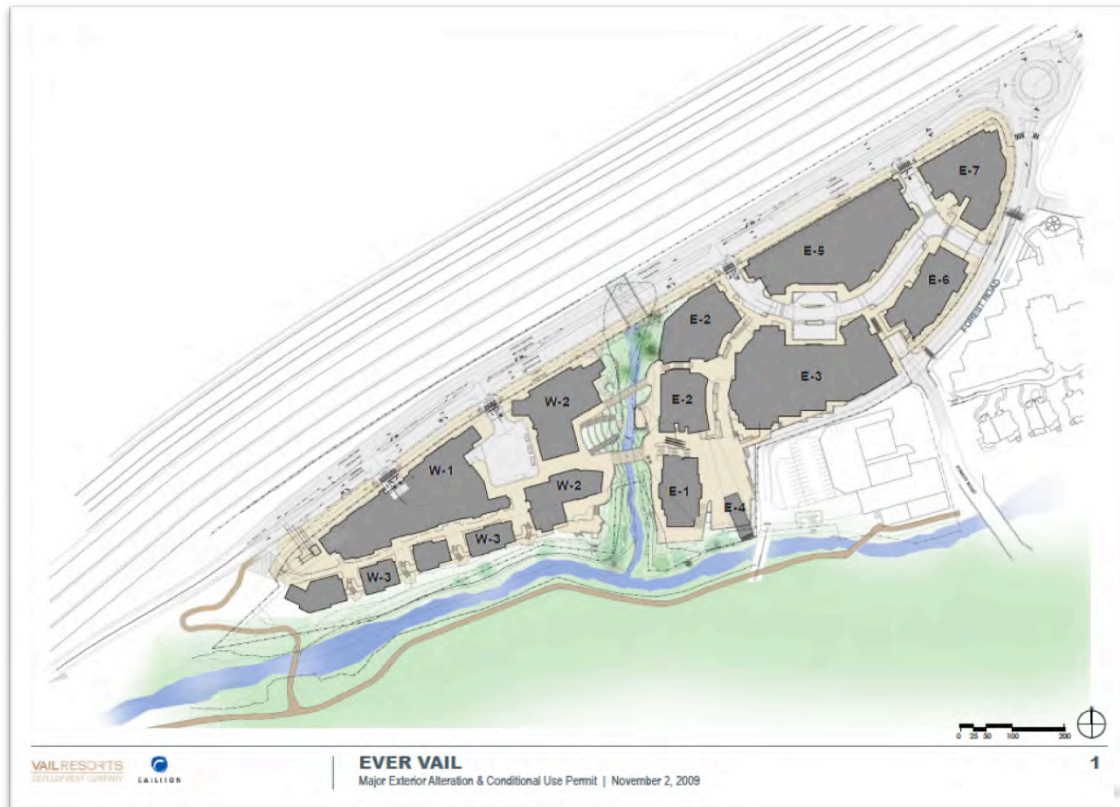 E-7
E-5
E-6
FOREST ROAD
E-2
E-3
W-2
E-2
W-1
W-2
E-1
E-4
W-3
W-3
0 25 50 100 200
VAILRESORTS
DEVELOPMENT COMPANY
CALLISON
EVER VAIL
Major Exterior Alteration & Conditional Use Permit | November 2, 2009
1